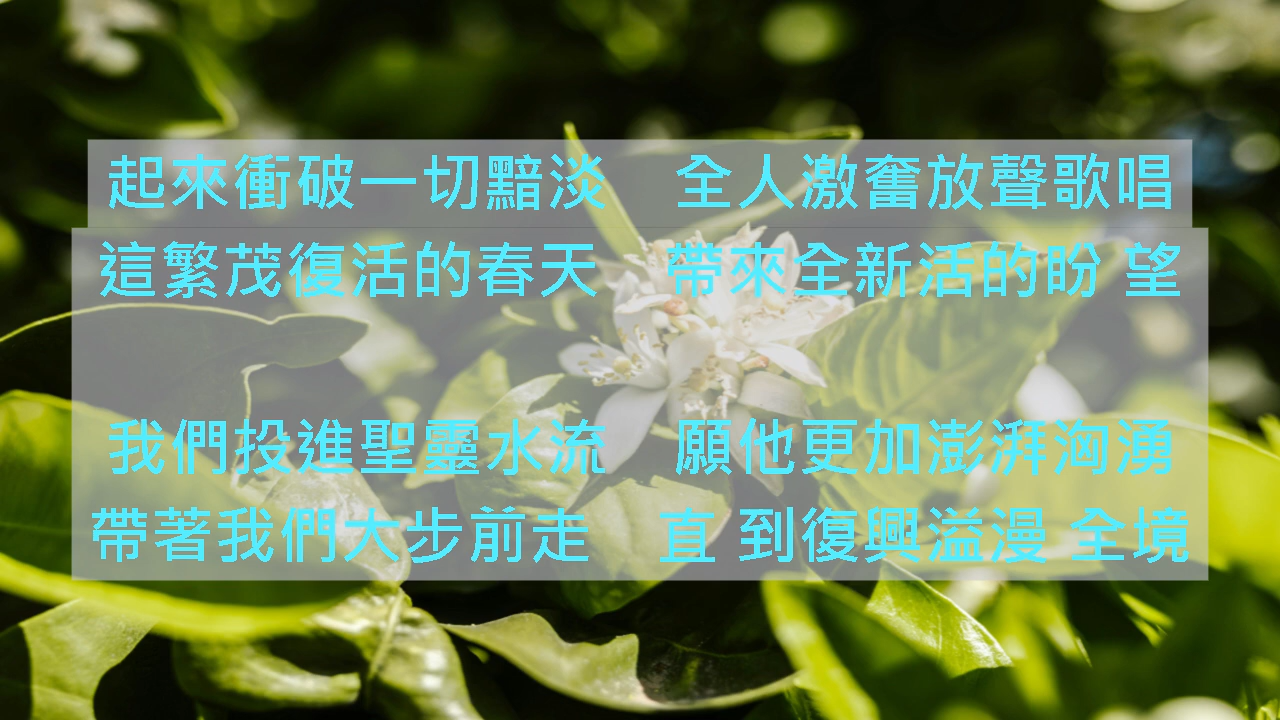 起來衝破一切黯淡　全人激奮放聲歌唱
這繁茂復活的春天　帶來全新活的盼 望
我們投進聖靈水流　願他更加澎湃洶湧
帶著我們大步前走　直 到復興溢漫 全境